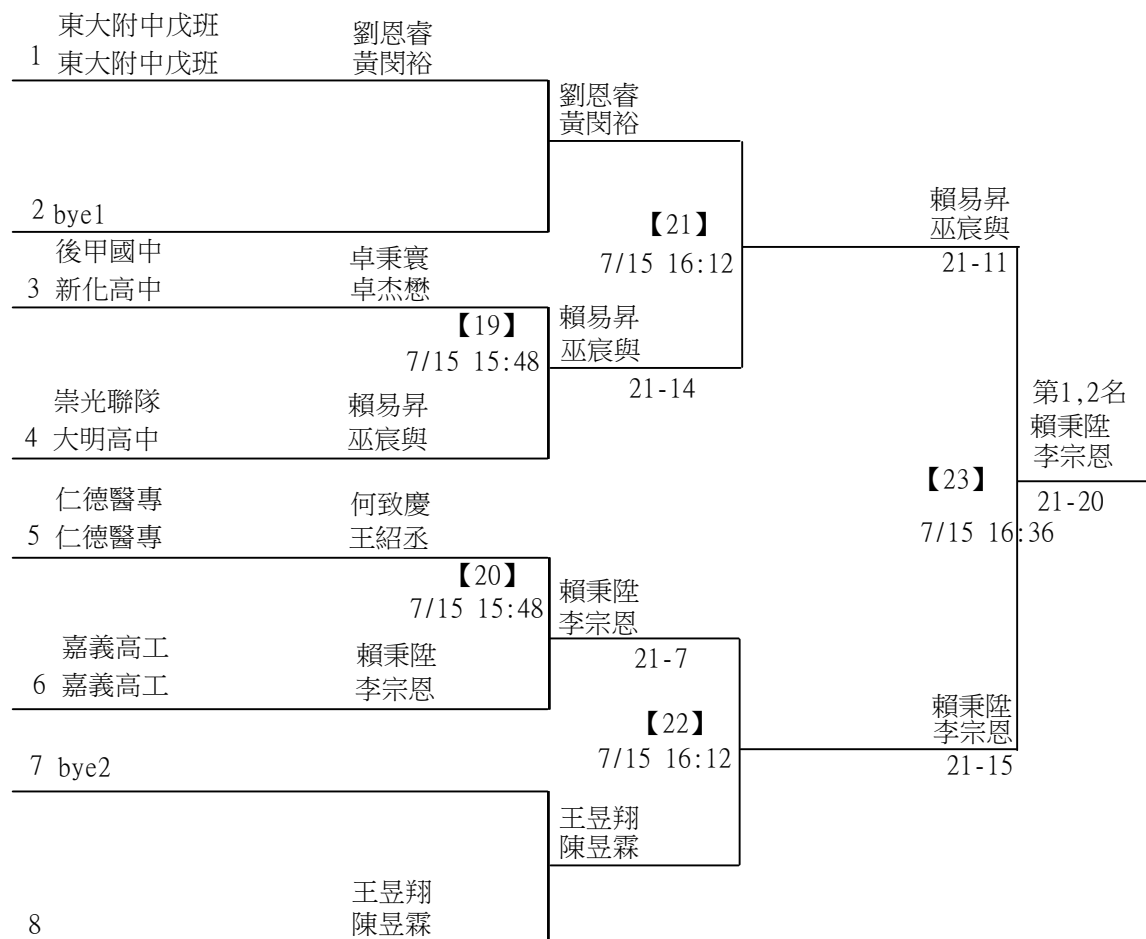 東大附中戊班 劉恩睿
1 東大附中戊班 黃閔裕
劉恩睿
黃閔裕
2 bye1
【21】
7/15 16:12
賴易昇
巫宸與
21-11
後甲國中 卓秉寰
3 新化高中 卓杰懋
【19】
7/15 15:48
賴易昇
巫宸與
21-14
崇光聯隊 賴易昇
4 大明高中 巫宸與
第1,2名
賴秉陞
李宗恩
21-20
【23】
7/15 16:36
仁德醫專 何致慶
5 仁德醫專 王紹丞
【20】
7/15 15:48
賴秉陞
李宗恩
21-7
嘉義高工 賴秉陞
6 嘉義高工 李宗恩
【22】
7/15 16:12
賴秉陞
李宗恩
21-15
7 bye2
王昱翔
陳昱霖
王昱翔
8 陳昱霖